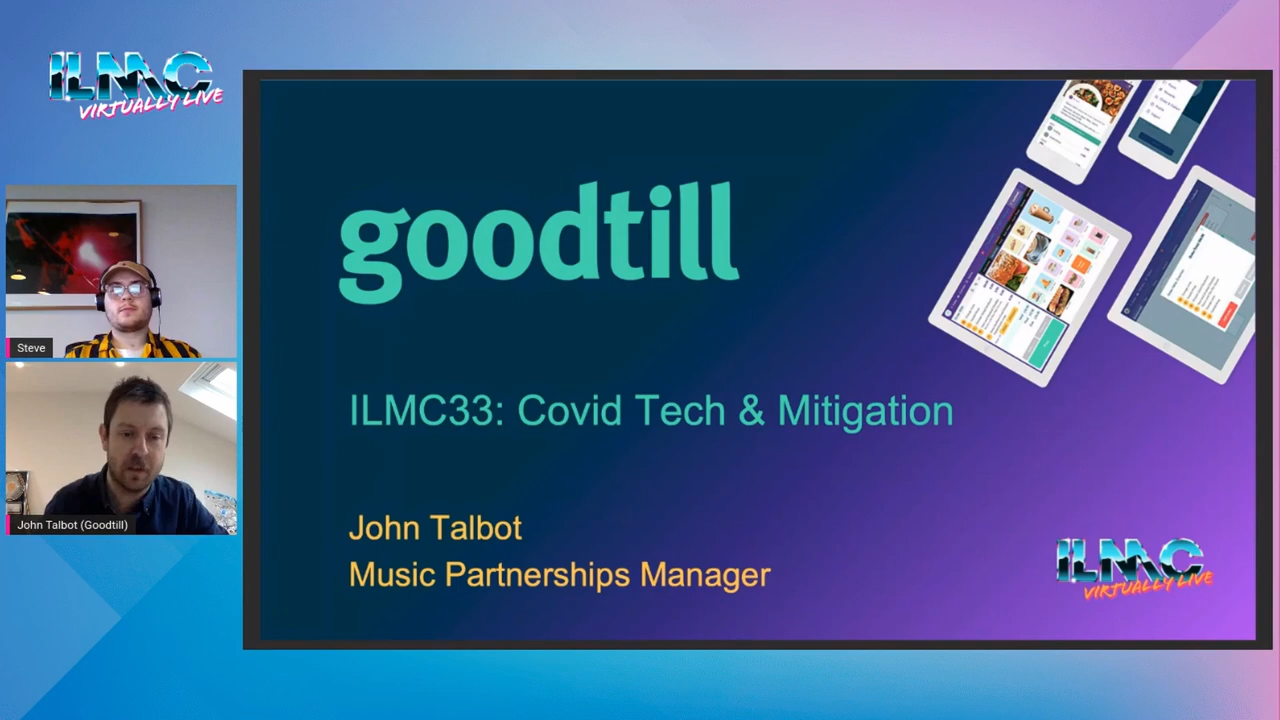 ILMC
VIRTUALLY LIVE
Steve
John Talbot (Goodtill)
goodtill
ILMC33: Covid Tech & Mitigation
John Talbot
Music Partnerships Manager
ILMC
VIRTUALLY LIVE